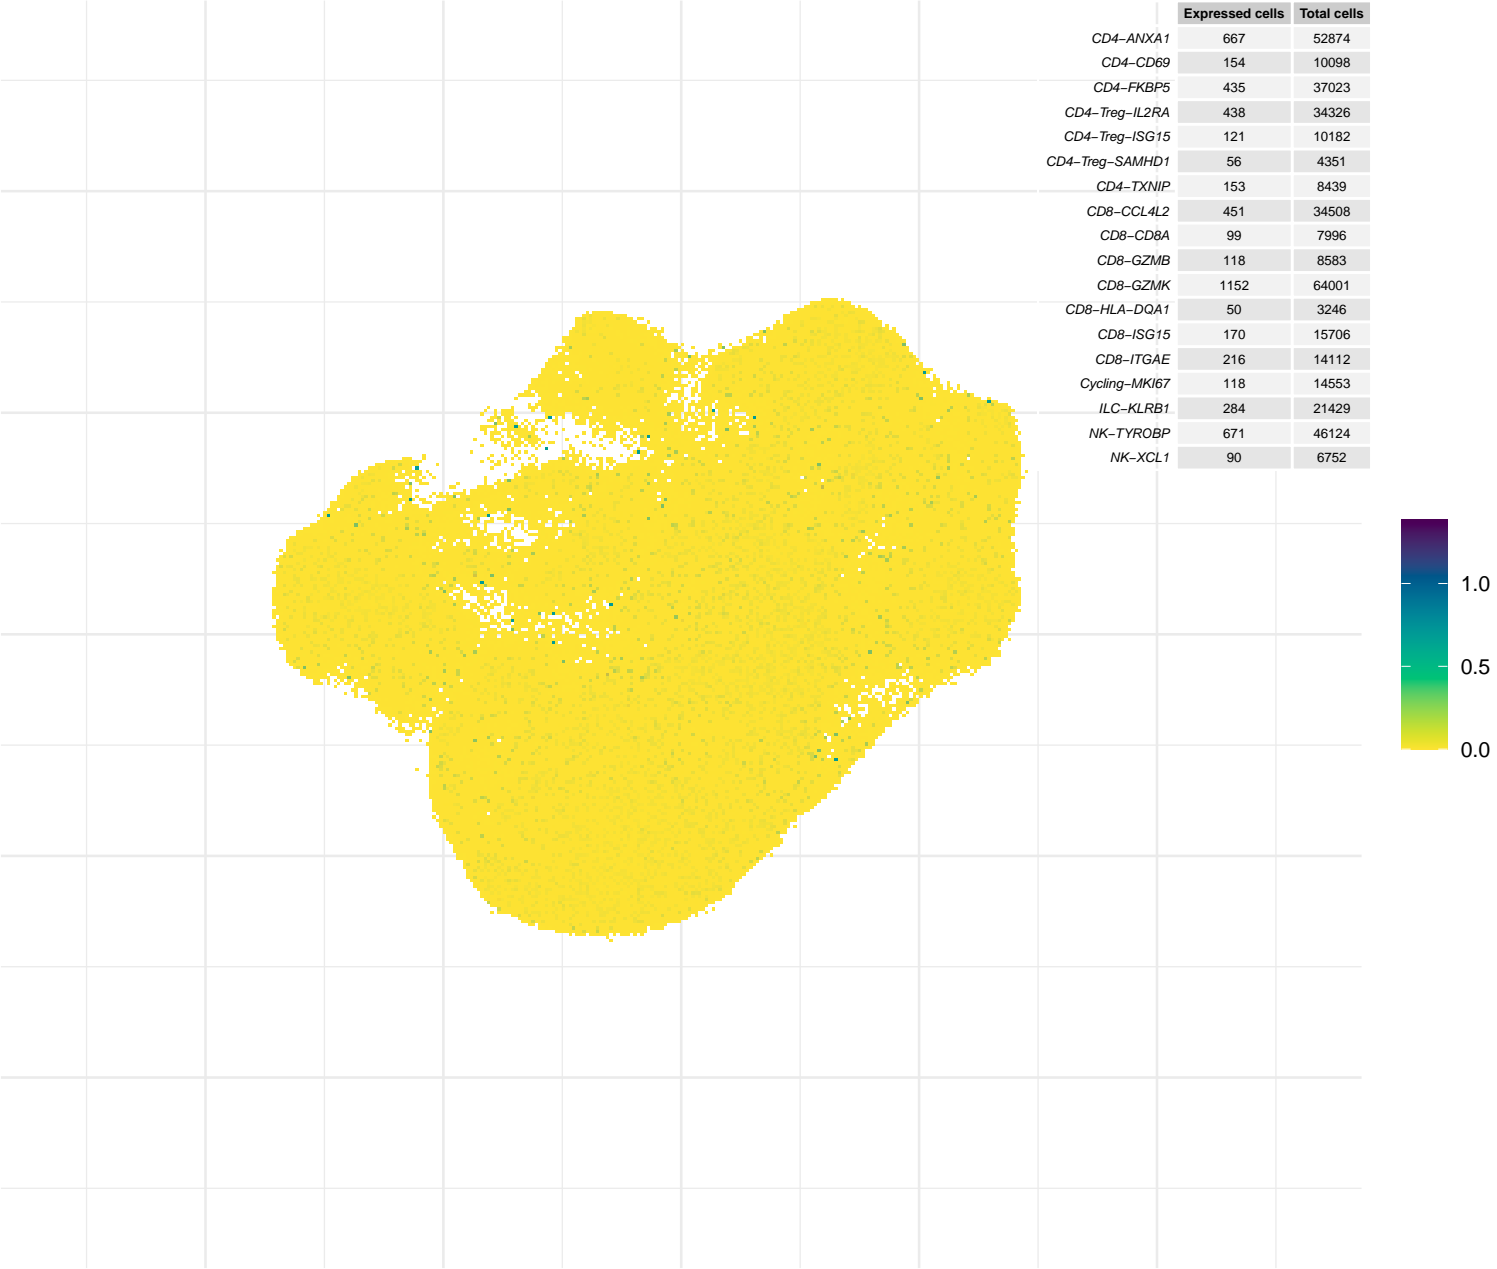 Expressed cells Total cells
CD4−ANXA1 667 52874
CD4−CD69 154 10098
CD4−FKBP5 435 37023
CD4−Treg−IL2RA 438 34326
CD4−Treg−ISG15 121 10182
CD4−Treg−SAMHD1 56 4351
CD4−TXNIP 153 8439
CD8−CCL4L2 451 34508
CD8−CD8A 99 7996
CD8−GZMB 118 8583
CD8−GZMK 1152 64001
CD8−HLA−DQA1 50 3246
CD8−ISG15 170 15706
CD8−ITGAE 216 14112
Cycling−MKI67 118 14553
ILC−KLRB1 284 21429
NK−TYROBP 671 46124
NK−XCL1 90 6752
1.0
0.5
0.0